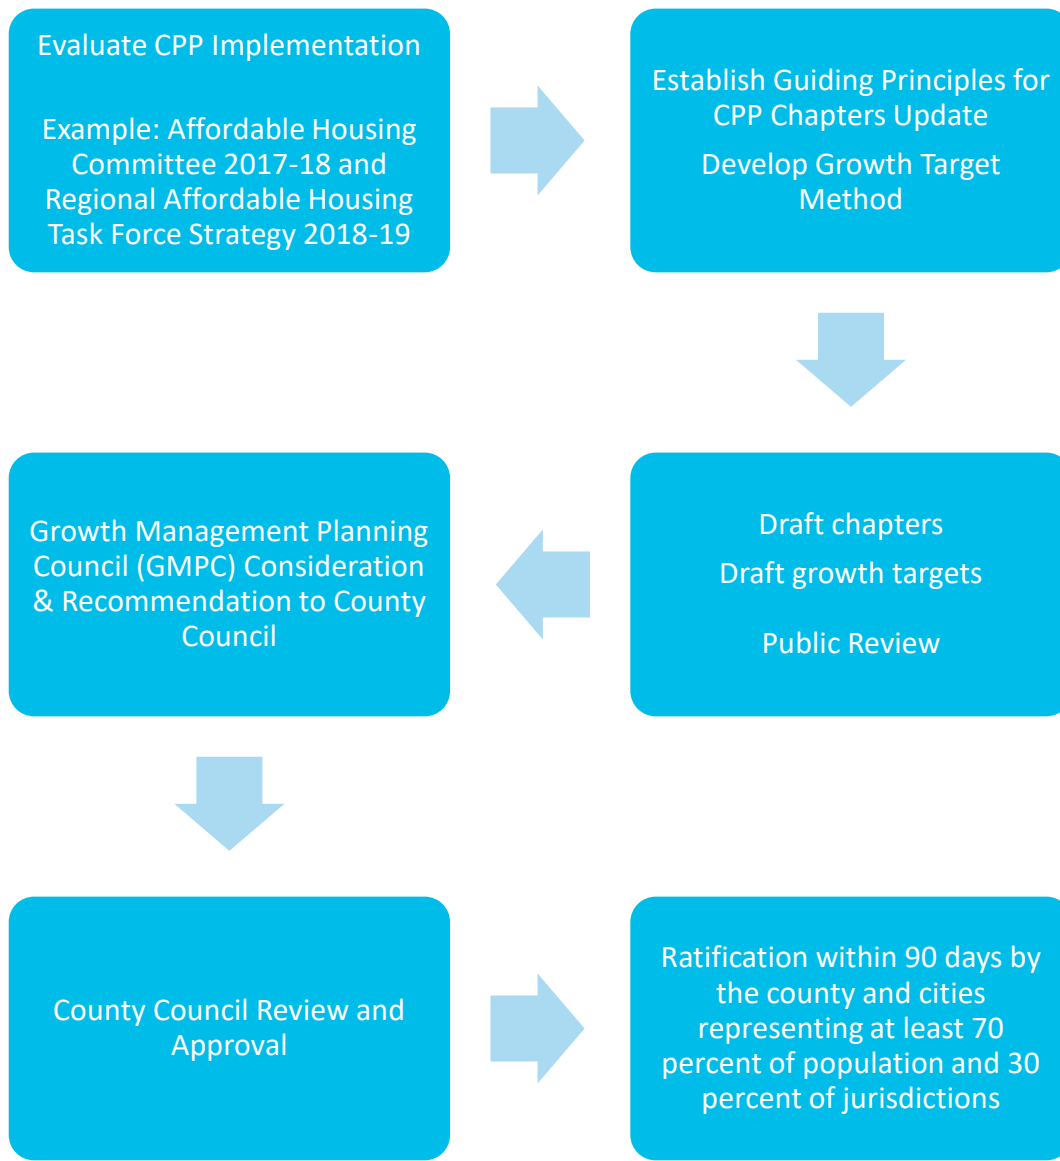 Evaluate CPP Implementation
Example: Affordable Housing
Committee 2017-18 and
Regional Affordable Housing
Task Force Strategy 2018-19
Establish Guiding Principles for
CPP Chapters Update
Develop Growth Target
Method
Draft chapters
Draft growth targets
Public Review
Growth Management Planning
Council (GMPC) Consideration
& Recommendation to County
Council
County Council Review and
Approval
Ratification within 90 days by
the county and cities
representing at least 70
percent of population and 30
percent of jurisdictions